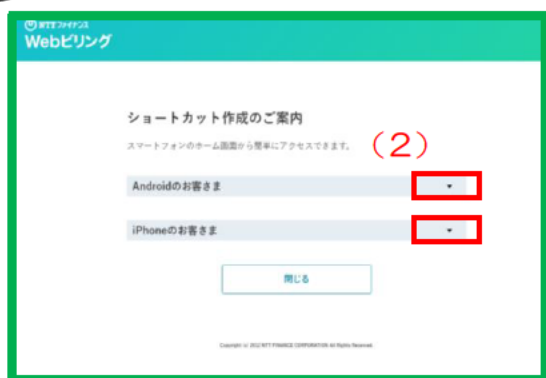 NTTファイナンス
Webビリング
ショートカット作成のご案内
スマートフォンのホーム画面から簡単にアクセスできます。
（２）
Androidのお客さま
iPhoneのお客さま
閉じる
Copyright (c) 2012 NTT FINANCE CORPORATION All Rights Reserved.